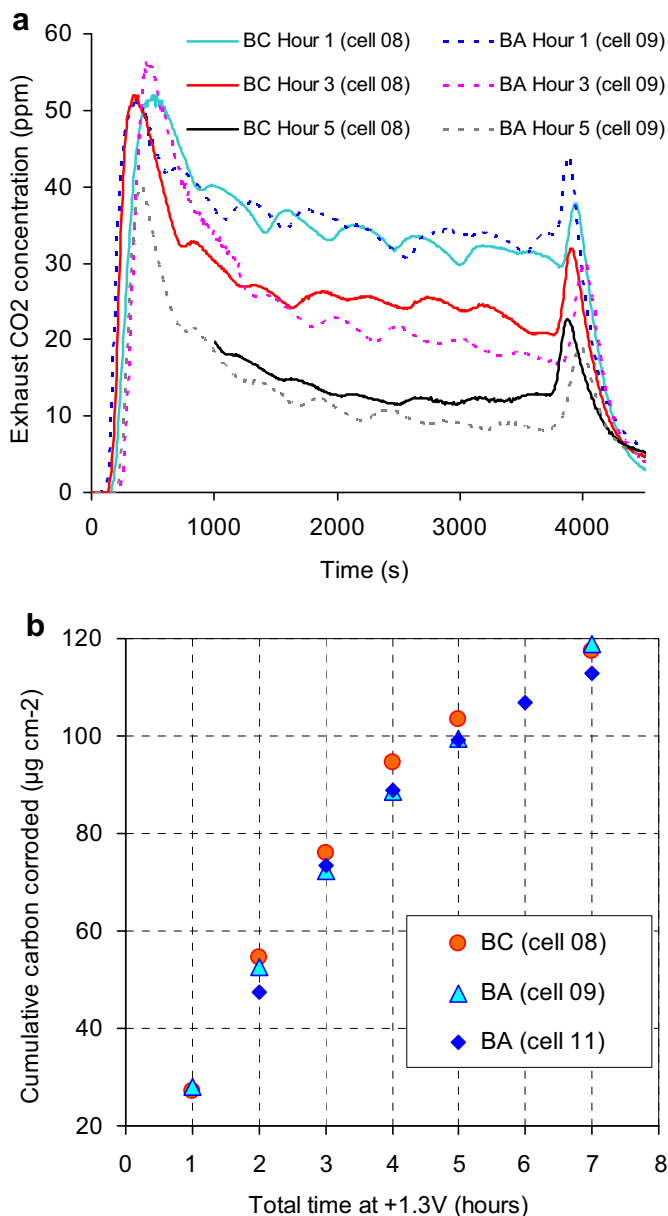 a
60
50
40
30
20
10
0
Exhaust CO2 concentration (ppm)
BC Hour 1 (cell 08) BA Hour 1 (cell 09)
BC Hour 3 (cell 08) BA Hour 3 (cell 09)
BC Hour 5 (cell 08) BA Hour 5 (cell 09)
0 1000 2000 3000 4000
Time (s)
b
120
100
80
60
40
20
Cumulative carbon corroded (µg cm-2)
BC (cell 08)
BA (cell 09)
BA (cell 11)
0 1 2 3 4 5 6 7 8
Total time at +1.3V (hours)